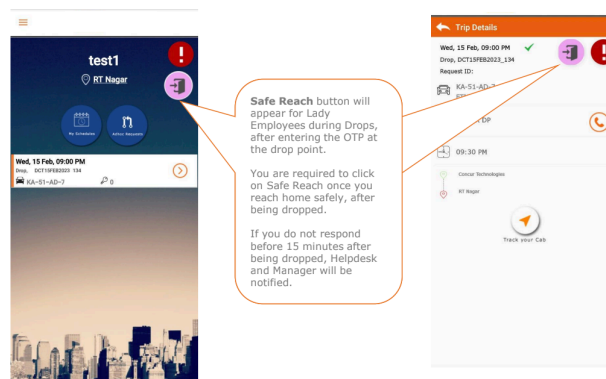 test1
RT Nagar
My Schedules
Adhoc Requests
Wed, 15 Feb, 09:00 PM
Drop, DCT15FEB2023 134
KA-51-AD-7
0
Safe Reach button will
appear for Lady
Employees during Drops,
after entering the OTP at
the drop point.
You are required to click
on Safe Reach once you
reach home safely, after
being dropped.
If you do not respond
before 15 minutes after
being dropped, Helpdesk
and Manager will be
notified.
Trip Details
Wed, 15 Feb, 09:00 PM
Drop, DCT15FEB2023_134
Request ID:
KA-51-AD-7
DP
09:30 PM
Concur Technologies
RT Nagar
Track your Cab